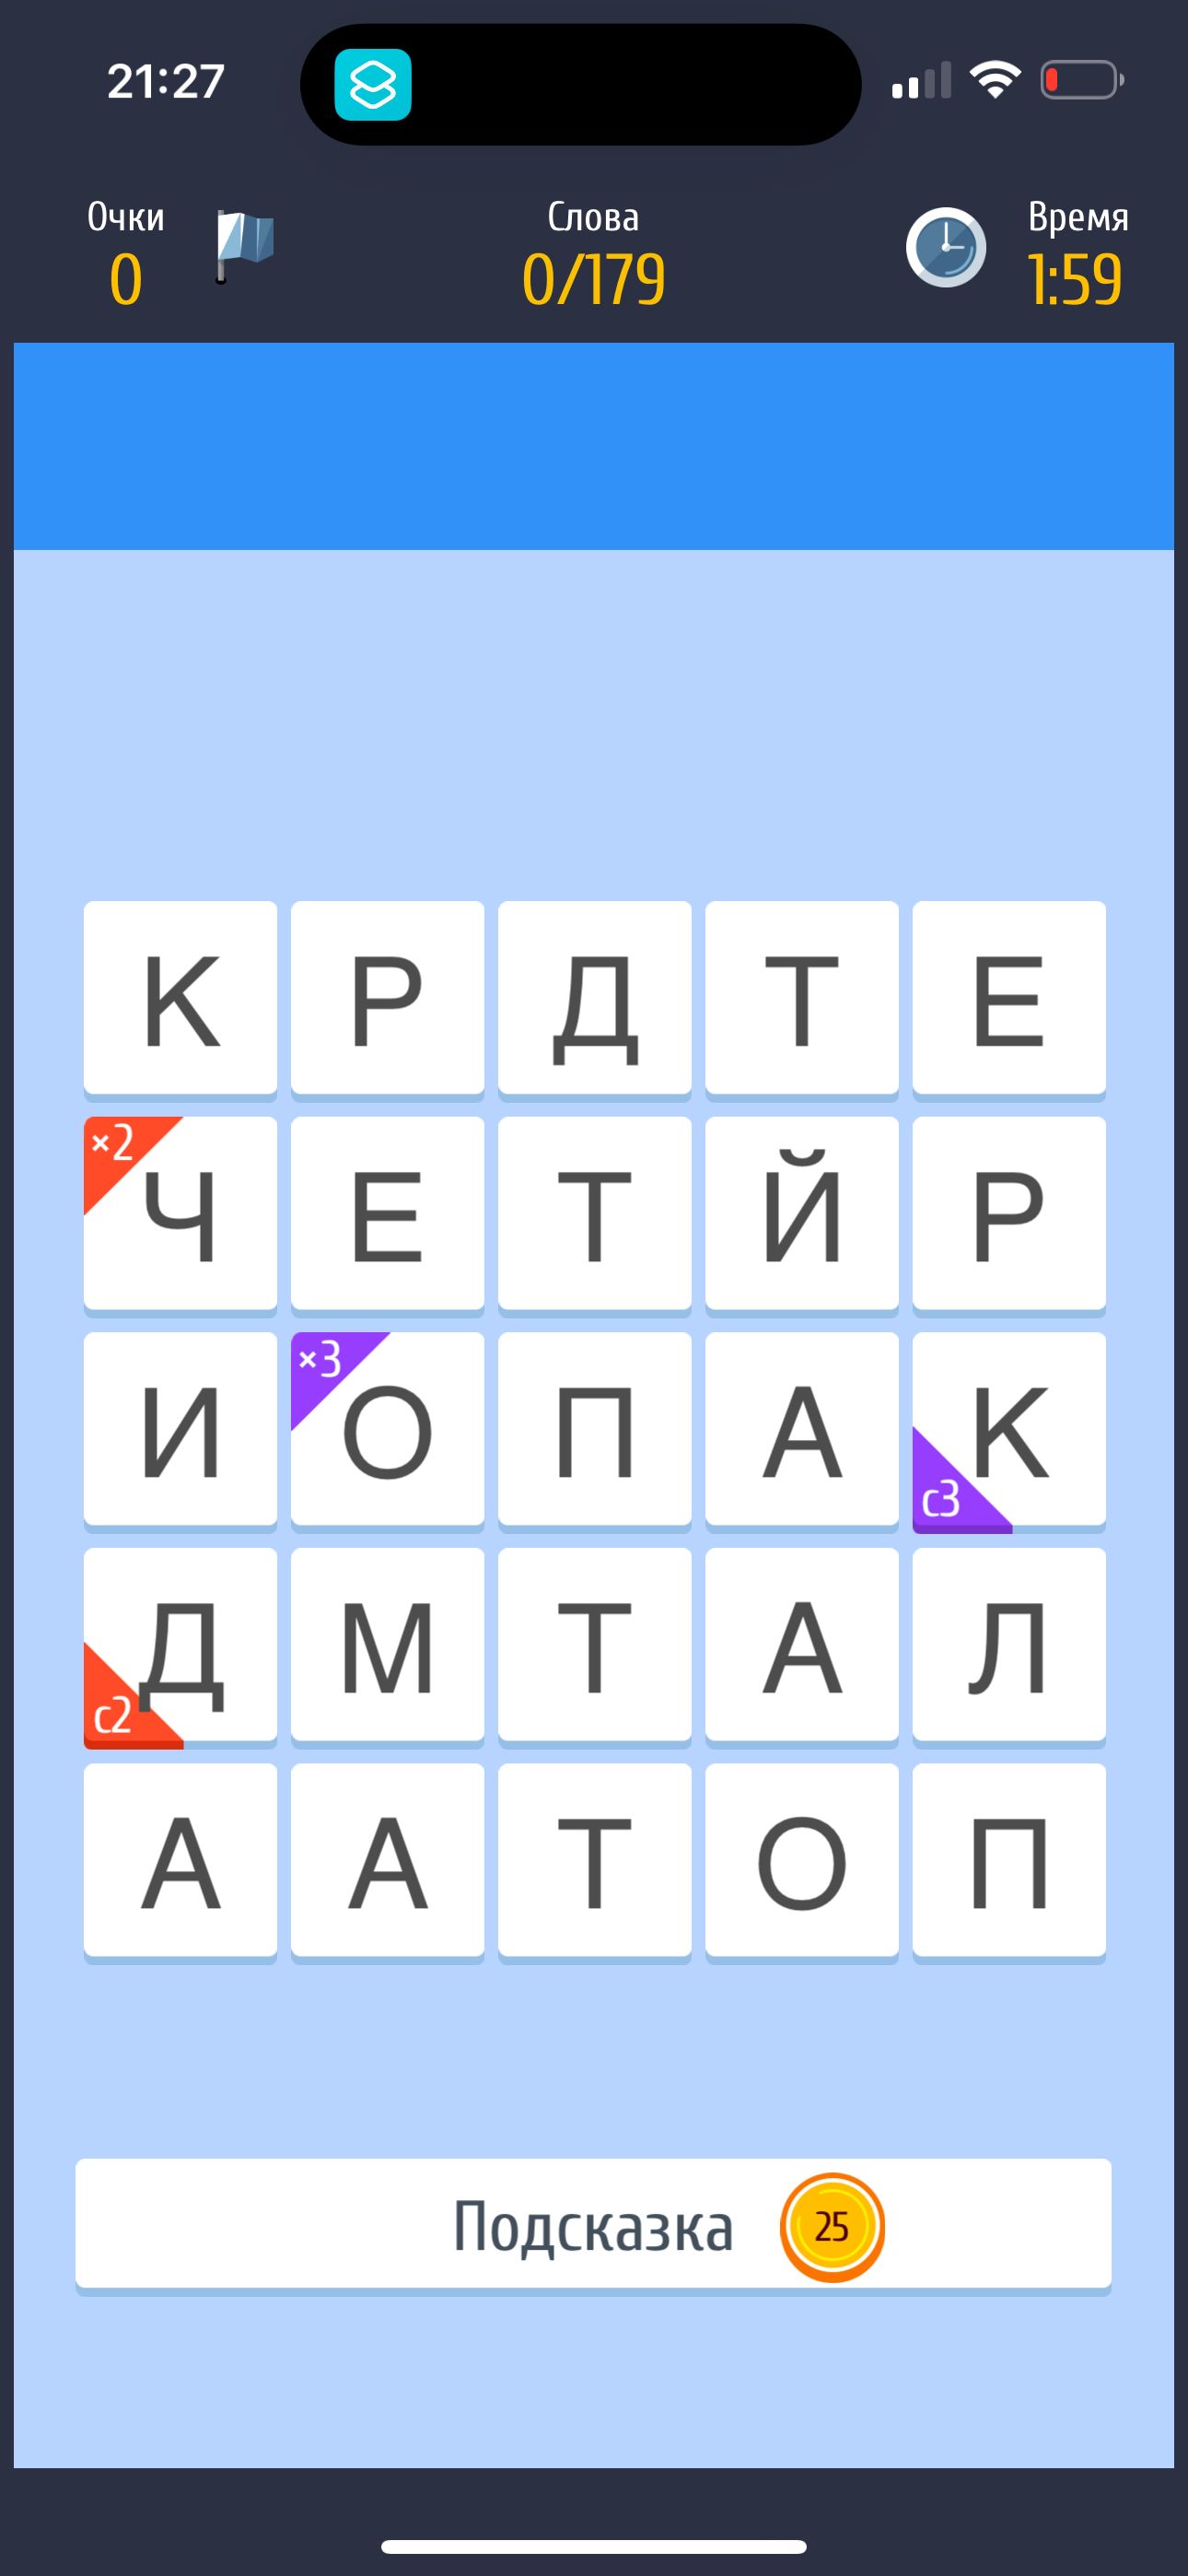 21:27
Очки Слова Время
0 0/179 1:59
К Р Д Т Е
×2 Ч Е Т Й Р
И ×3 О П А К с3
Д с2 М Т А Л
А А Т О П
Подсказка 25